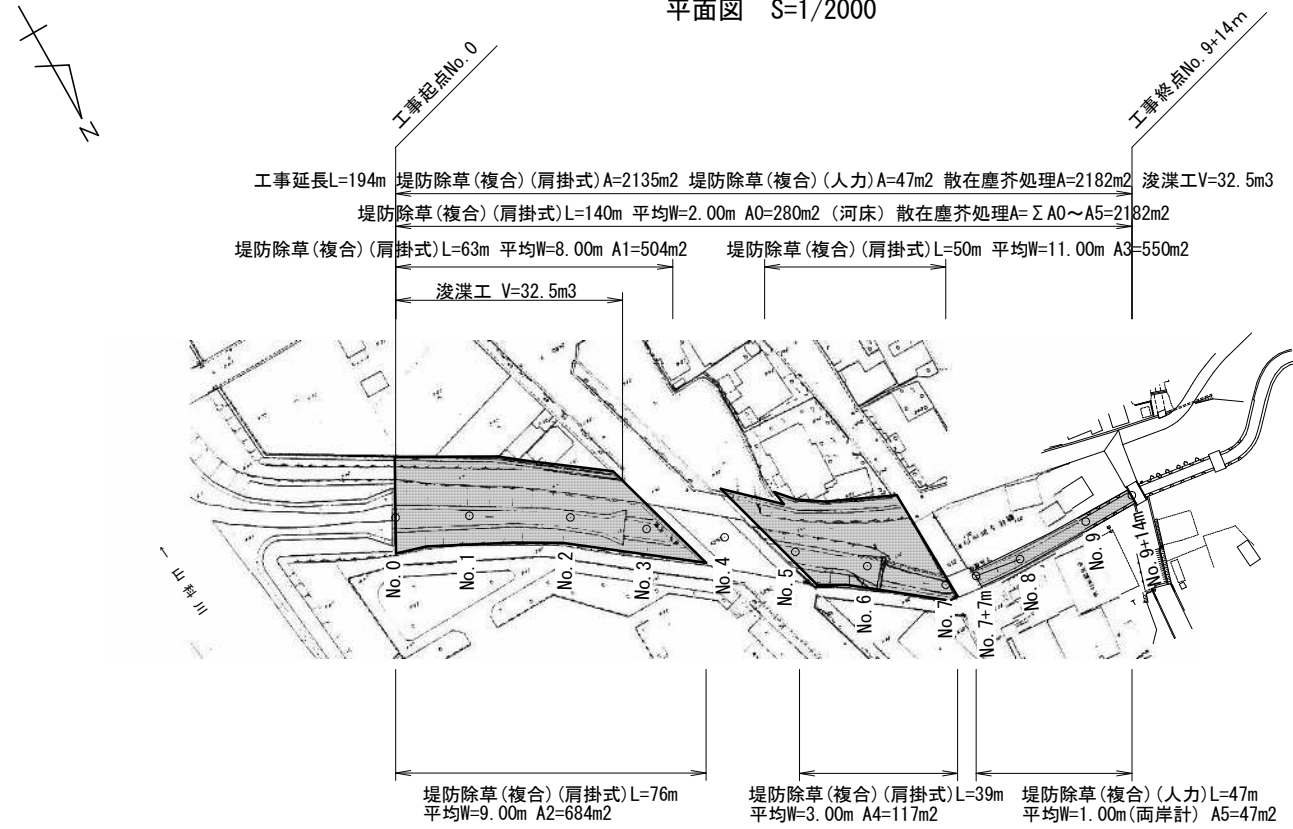 平面図 S=1/2000
N
工事起点No.0
工事終点No.9+14m
工事延長L=194m 堤防除草(複合)(肩掛式)A=2135m2 堤防除草(複合)(人力)A=47m2 散在塵芥処理A=2182m2 浚渫工V=32.5m3
堤防除草(複合)(肩掛式)L=140m 平均W=2.00m A0=280m2 (河床) 散在塵芥処理A=ΣA0～A5=2182m2
堤防除草(複合)(肩掛式)L=63m 平均W=8.00m A1=504m2
堤防除草(複合)(肩掛式)L=50m 平均W=11.00m A3=550m2
浚渫工 V=32.5m3
←山科川
No.0
No.1
No.2
No.3
No.4
No.5
No.6
No.7
No.7+7m
No.8
No.9
No.9+14m
堤防除草(複合)(肩掛式)L=76m
平均W=9.00m A2=684m2
堤防除草(複合)(肩掛式)L=39m
平均W=3.00m A4=117m2
堤防除草(複合)(人力)L=47m
平均W=1.00m(両岸計) A5=47m2